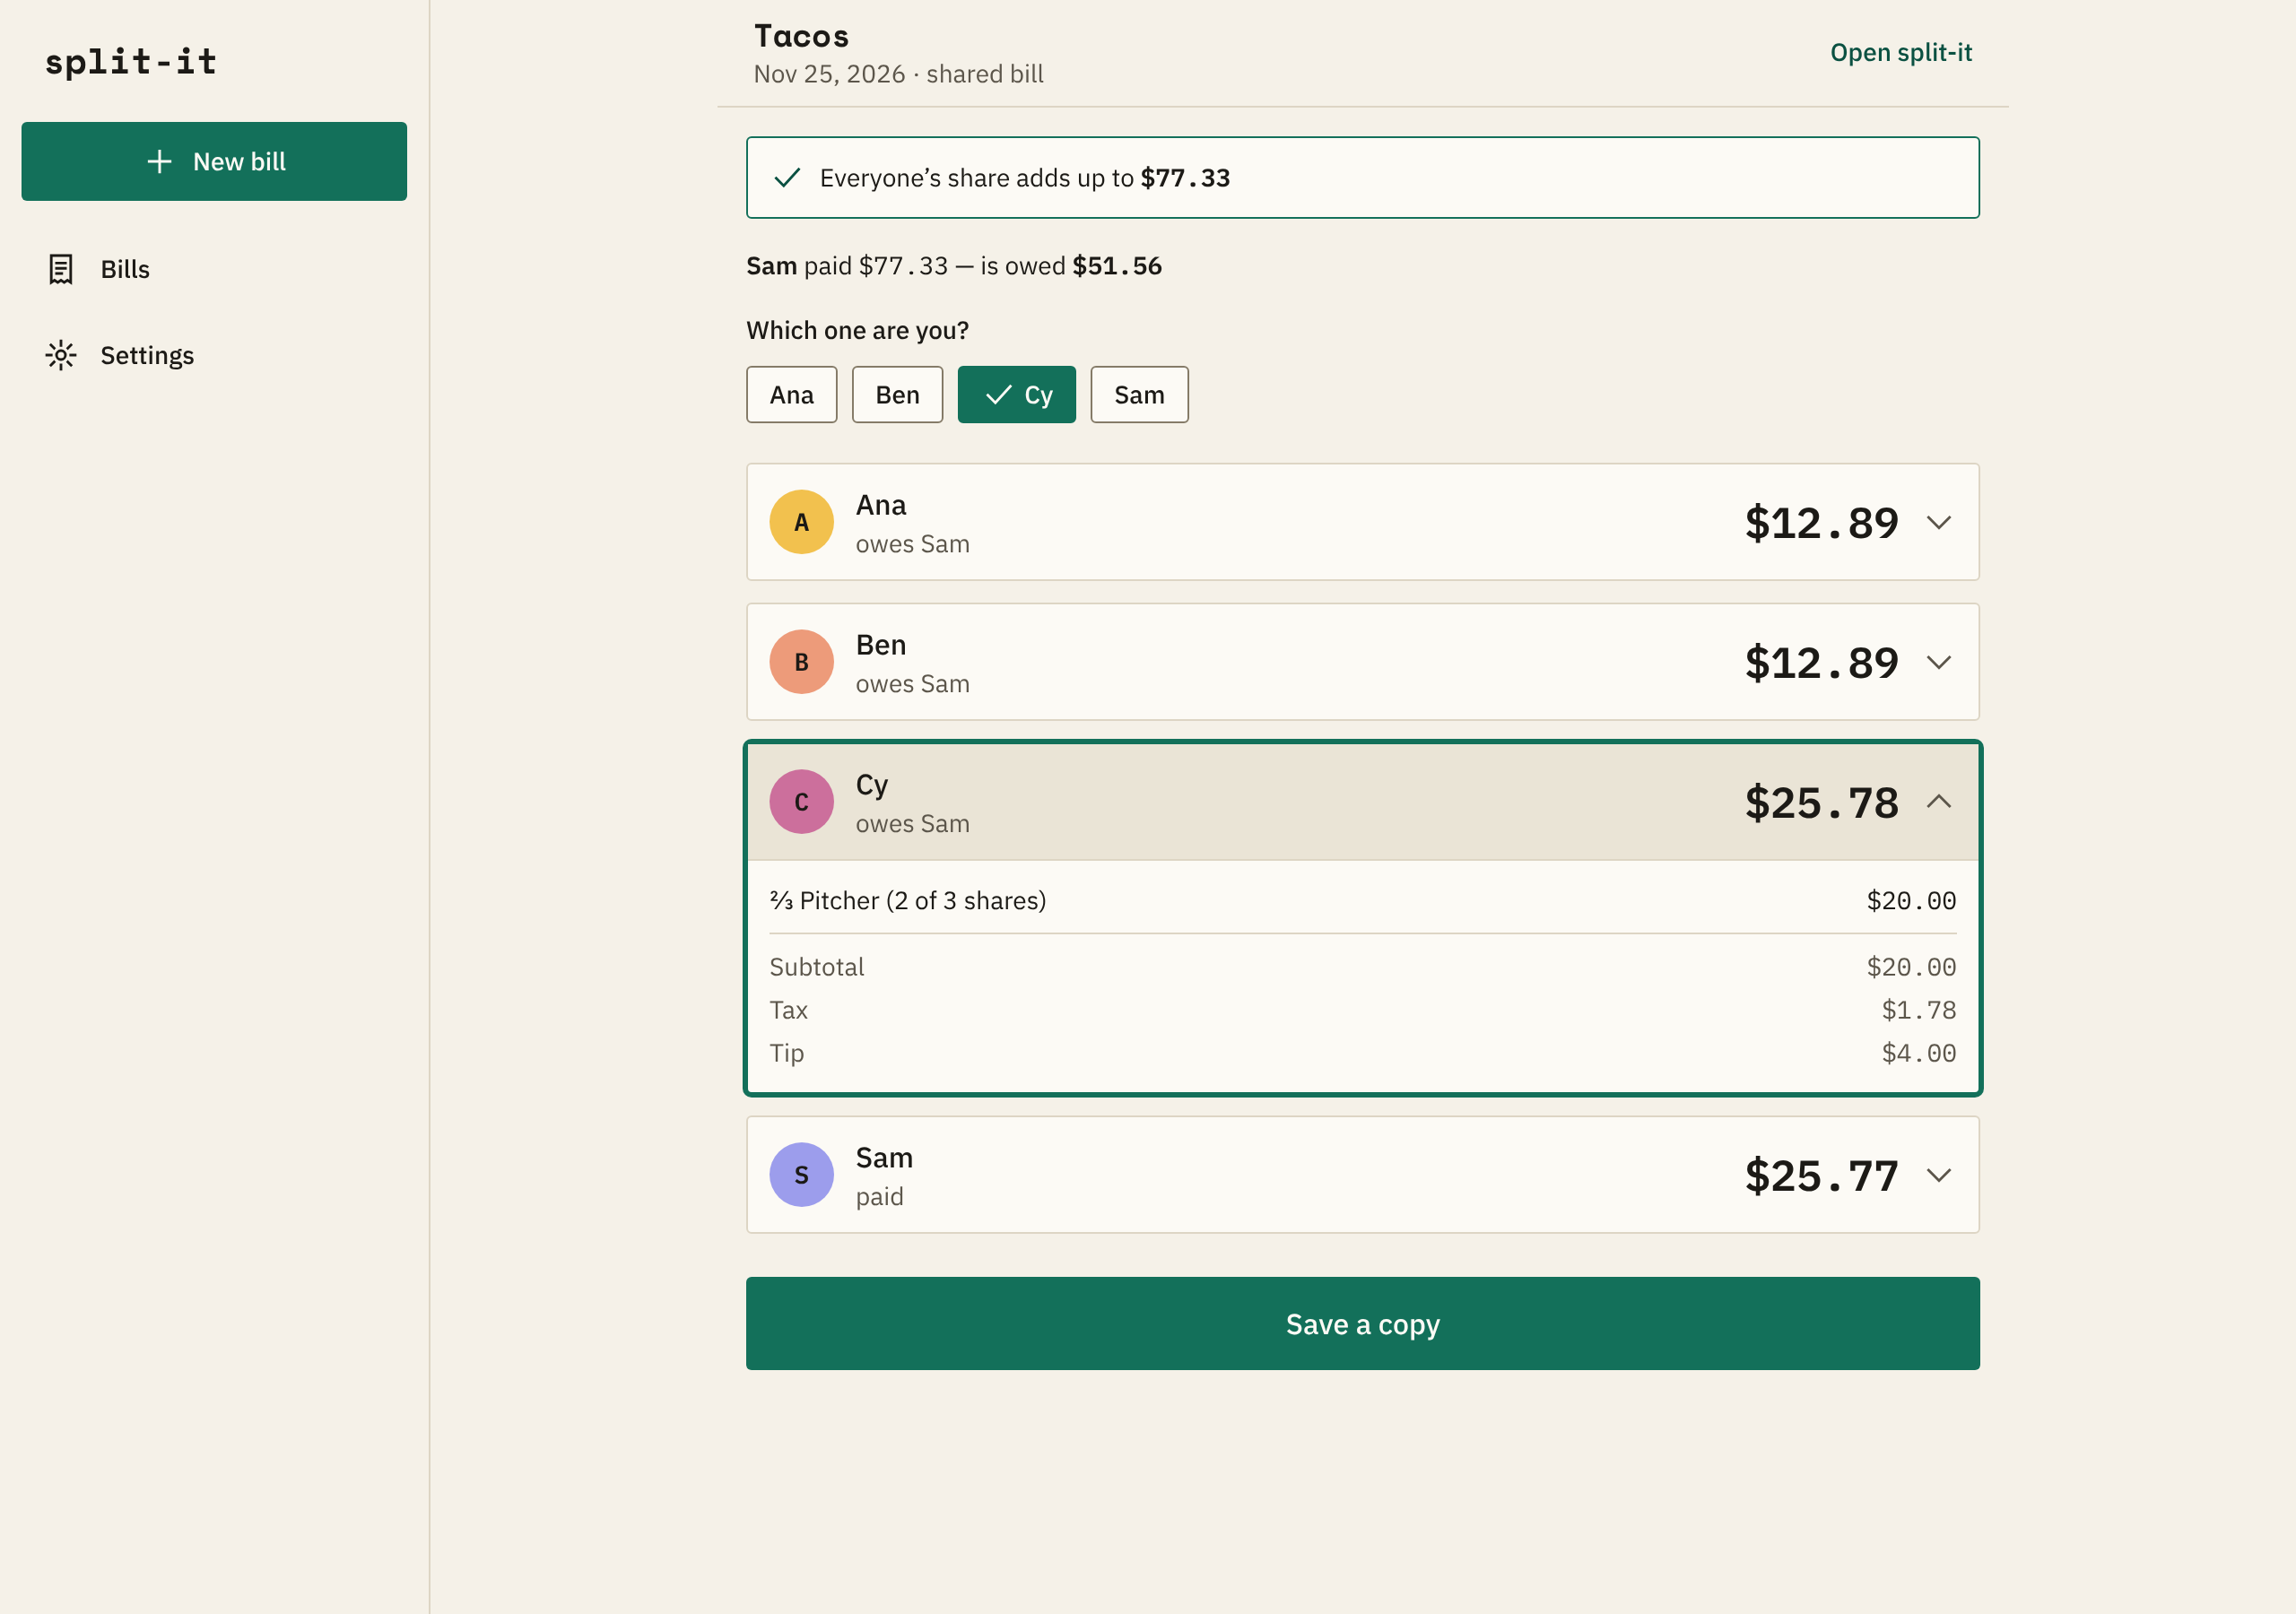 split-it
New bill
Bills
Settings
Tacos
Nov 25, 2026 · shared bill
Open split-it
Everyone’s share adds up to $77.33
Sam paid $77.33 — is owed $51.56
Which one are you?
Ana
Ben
Cy
Sam
A
Ana
owes Sam
$12.89
B
Ben
owes Sam
$12.89
C
Cy
owes Sam
$25.78
⅔ Pitcher (2 of 3 shares) $20.00
Subtotal $20.00
Tax $1.78
Tip $4.00
S
Sam
paid
$25.77
Save a copy